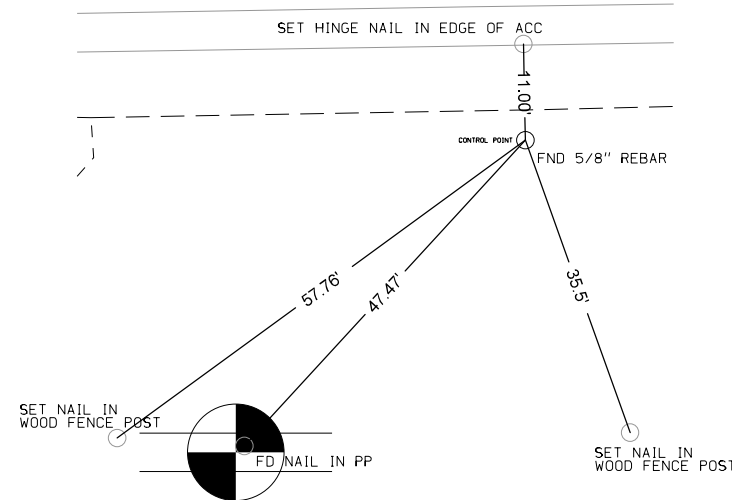 SET HINGE NAIL IN EDGE OF ACC
11.00'
CONTROL POINT
FND 5/8" REBAR
57.76'
47.47'
35.5'
SET NAIL IN
WOOD FENCE POST
FD NAIL IN PP
SET NAIL IN
WOOD FENCE POST